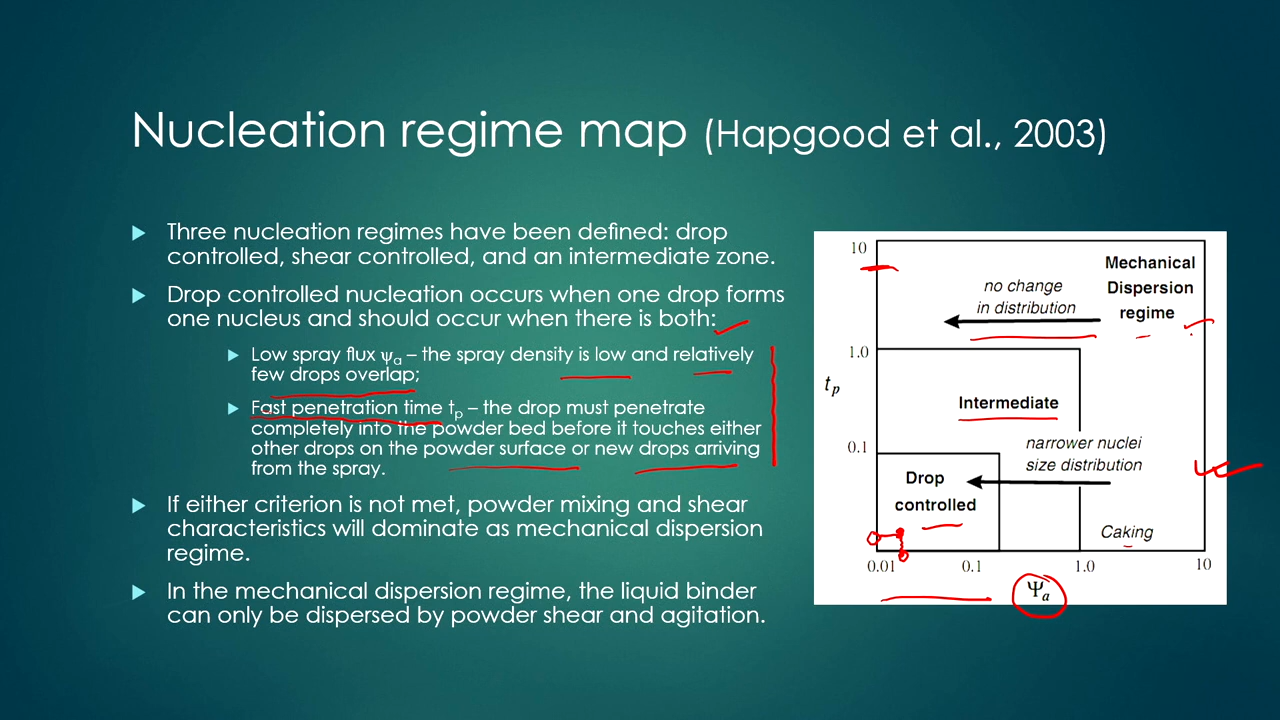 Nucleation regime map (Hapgood et al., 2003)
Three nucleation regimes have been defined: drop
controlled, shear controlled, and an intermediate zone.
Drop controlled nucleation occurs when one drop forms
one nucleus and should occur when there is both:
Low spray flux ψa – the spray density is low and relatively
few drops overlap;
Fast penetration time tp – the drop must penetrate
completely into the powder bed before it touches either
other drops on the powder surface or new drops arriving
from the spray.
If either criterion is not met, powder mixing and shear
characteristics will dominate as mechanical dispersion
regime.
In the mechanical dispersion regime, the liquid binder
can only be dispersed by powder shear and agitation.
10
Mechanical
Dispersion
regime
no change
in distribution
1.0
tp
Intermediate
0.1
narrower nuclei
size distribution
Drop
controlled
Caking
0.01 0.1 1.0 10
Ψa